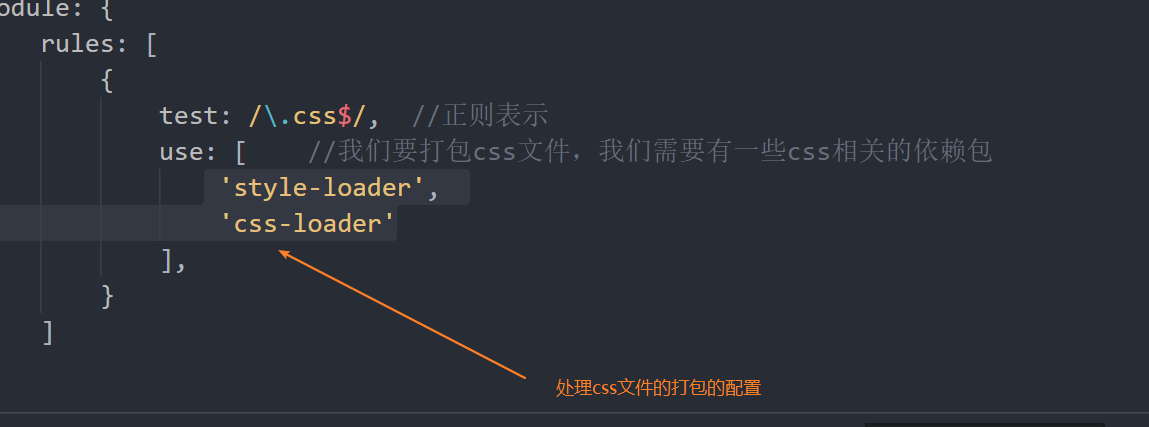 odule: {
rules: [
{
test: /\.css$/, //正则表示
use: [ //我们要打包css文件，我们需要有一些css相关的依赖包
'style-loader',
'css-loader'
],
}
]
处理css文件的打包的配置